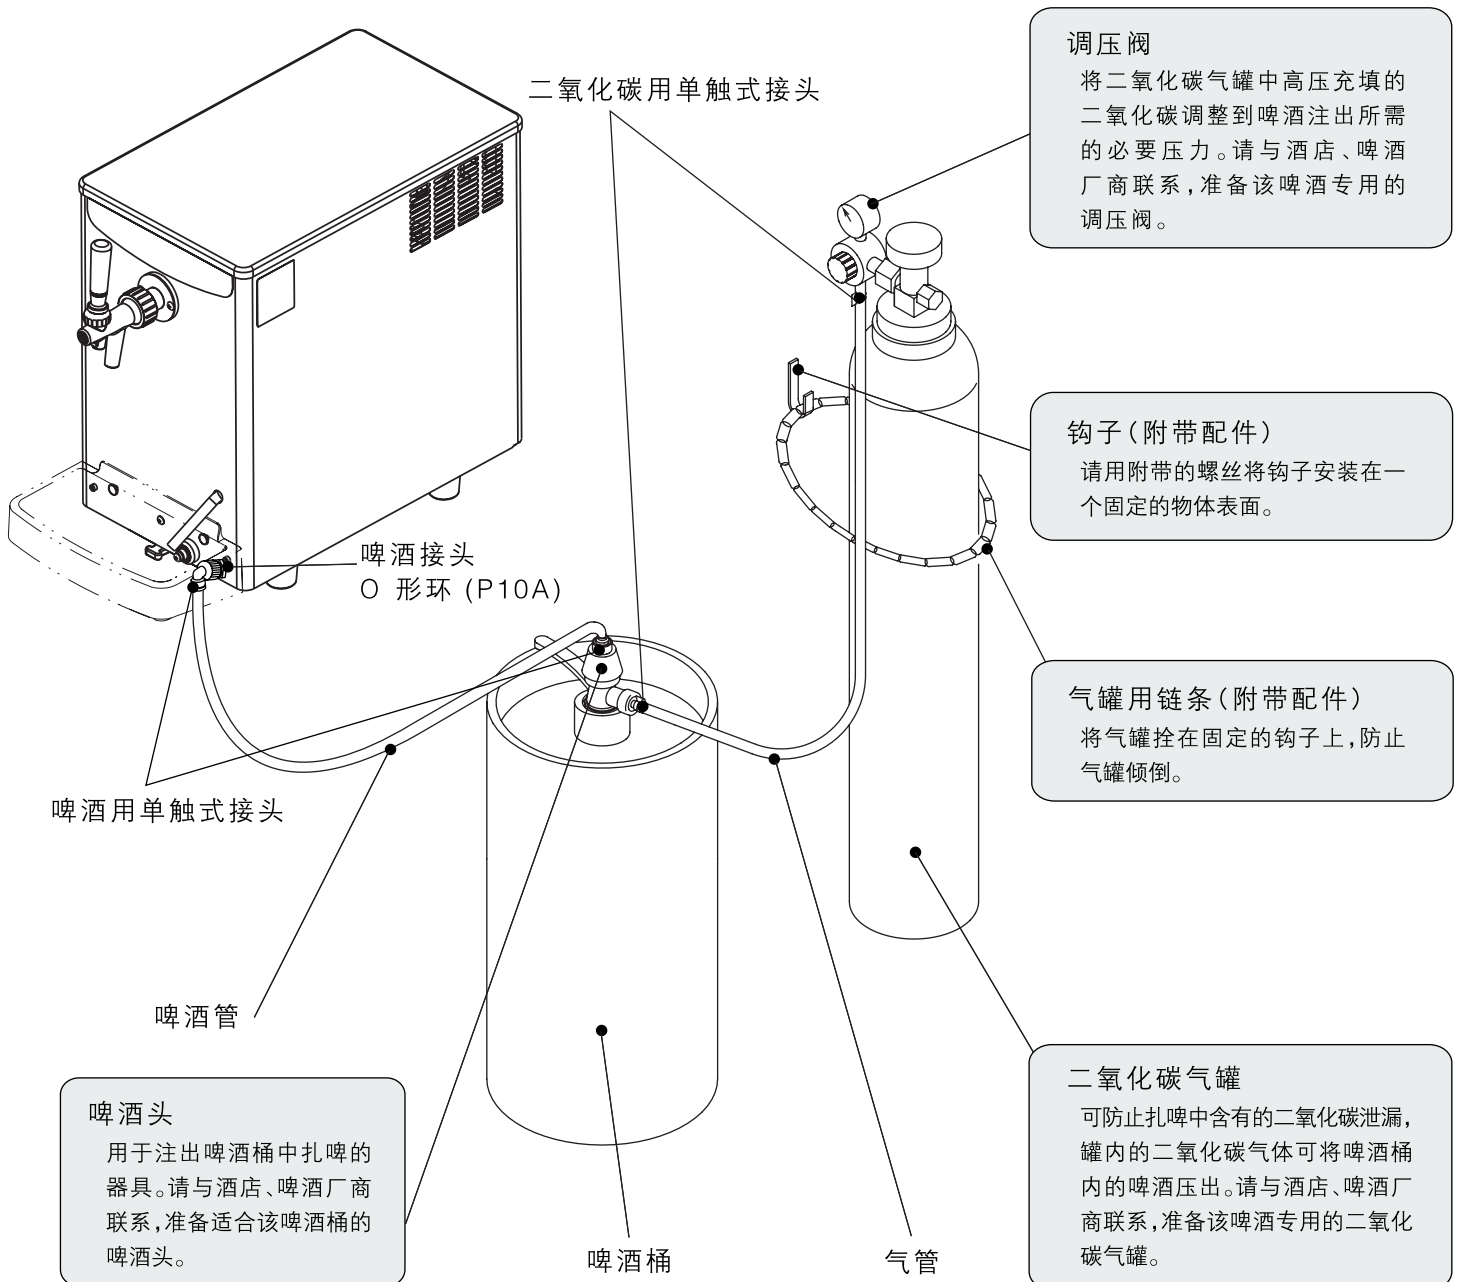 调压阀
将二氧化碳气罐中高压充填的
二氧化碳调整到啤酒注出所需
的必要压力。请与酒店、啤酒
厂商联系，准备该啤酒专用的
调压阀。
二氧化碳用单触式接头
钩子（附带配件）
请用附带的螺丝将钩子安装在一
个固定的物体表面。
啤酒接头
O 形环 (P10A)
气罐用链条（附带配件）
将气罐拴在固定的钩子上，防止
气罐倾倒。
啤酒用单触式接头
啤酒管
啤酒头
用于注出啤酒桶中扎啤的
器具。请与酒店、啤酒厂商
联系，准备适合该啤酒桶的
啤酒头。
啤酒桶
气管
二氧化碳气罐
可防止扎啤中含有的二氧化碳泄漏，
罐内的二氧化碳气体可将啤酒桶
内的啤酒压出。请与酒店、啤酒厂
商联系，准备该啤酒专用的二氧化
碳气罐。